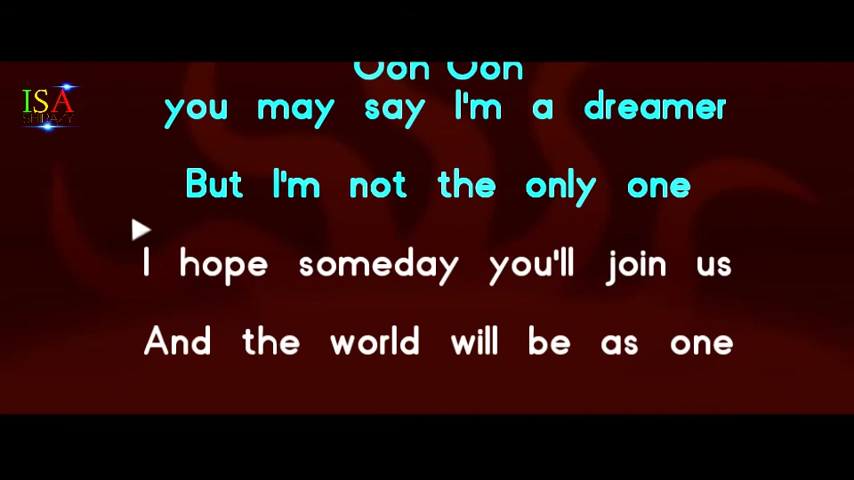 Ooh Ooh
ISA
you may say I'm a dreamer
But I'm not the only one
I hope someday you'll join us
And the world will be as one